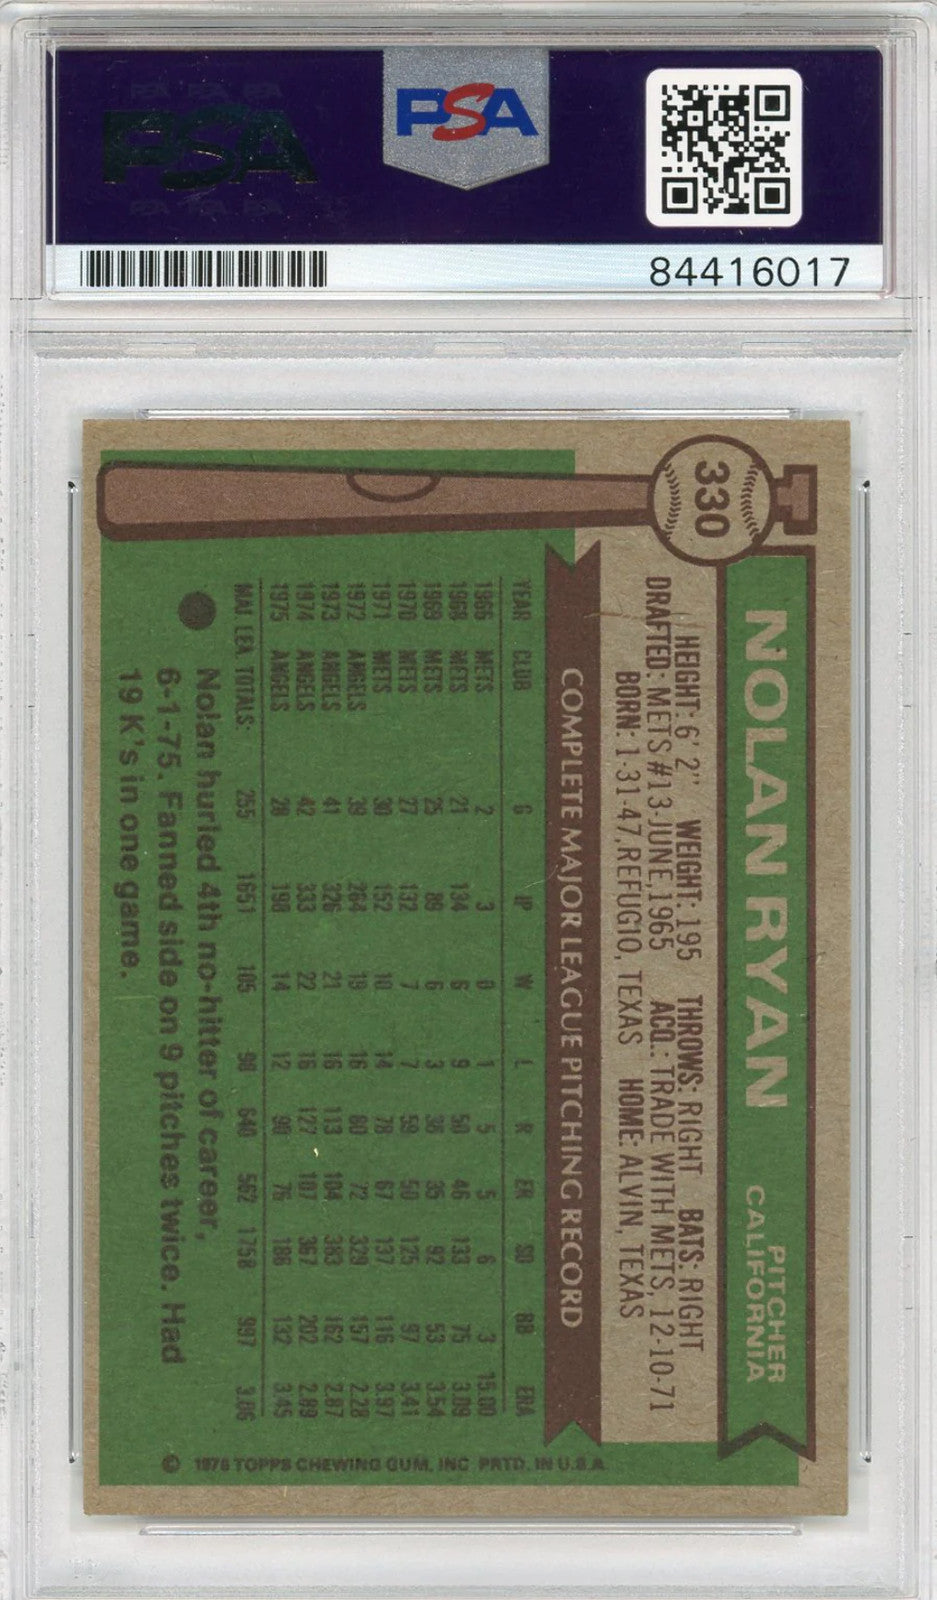 PSA
PSA
84416017
330
NOLAN RYAN
PITCHER
CALIFORNIA
HEIGHT: 6' 2" WEIGHT: 195 THROWS: RIGHT BATS: RIGHT
DRAFTED: METS #13-JUNE, 1965 ACQ.: TRADE WITH METS, 12-10-71
BORN: 1-31-47, REFUGIO, TEXAS HOME: ALVIN, TEXAS
COMPLETE MAJOR LEAGUE PITCHING RECORD
YEAR CLUB G IP W L R ER SO BB ERA
1966 METS 2 3 0 1 5 5 6 3 15.00
1968 METS 21 134 6 9 50 46 133 75 3.09
1969 METS 25 89 6 3 38 35 92 53 3.54
1970 METS 27 132 7 7 59 50 125 97 3.41
1971 METS 30 152 10 14 78 67 137 116 3.97
1972 ANGELS 39 284 19 16 80 72 329 157 2.28
1973 ANGELS 41 326 21 16 113 104 383 162 2.87
1974 ANGELS 42 333 22 16 127 107 367 202 2.89
1975 ANGELS 28 198 14 12 90 76 186 132 3.45
MAJ. LEA. TOTALS: 255 1651 105 640 562 1758 997 3.06
Nolan hurled 4th no-hitter of career,
6-1-75. Fanned side on 9 pitches twice. Had
19 K's in one game.
© 1976 TOPPS CHEWING GUM, INC PRTD. IN U.S.A